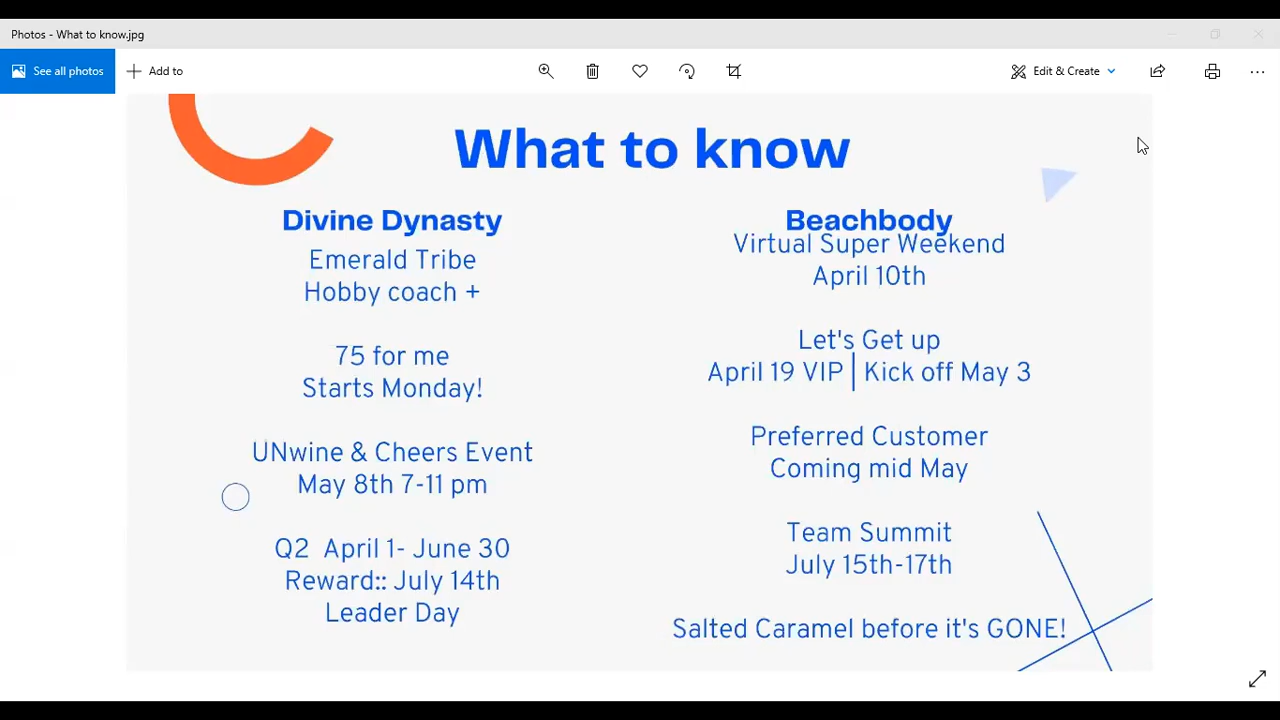 Photos - What to know.jpg
See all photos
Add to
Edit & Create
What to know
Divine Dynasty
Emerald Tribe
Hobby coach +
75 for me
Starts Monday!
UNwine & Cheers Event
May 8th 7-11 pm
Q2 April 1- June 30
Reward:: July 14th
Leader Day
Beachbody
Virtual Super Weekend
April 10th
Let's Get up
April 19 VIP | Kick off May 3
Preferred Customer
Coming mid May
Team Summit
July 15th-17th
Salted Caramel before it's GONE!